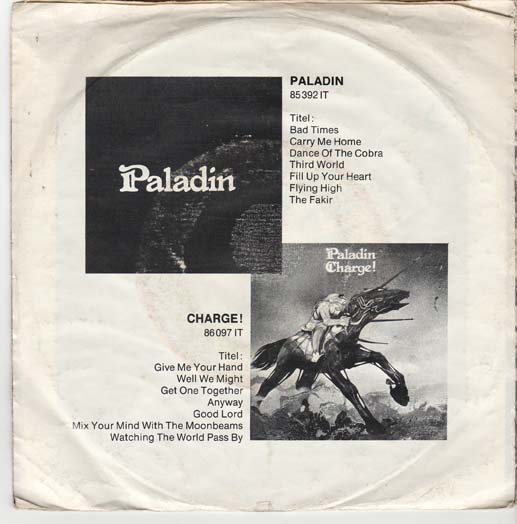 Paladin
PALADIN
85 392 IT
Titel:
Bad Times
Carry Me Home
Dance Of The Cobra
Third World
Fill Up Your Heart
Flying High
The Fakir
Paladin
Charge!
CHARGE!
86 097 IT
Titel:
Give Me Your Hand
Well We Might
Get One Together
Anyway
Good Lord
Mix Your Mind With The Moonbeams
Watching The World Pass By